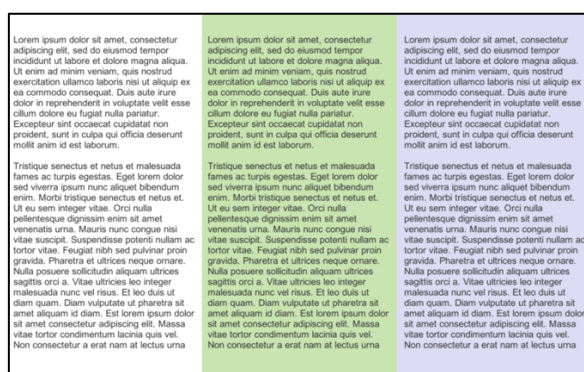 Lorem ipsum dolor sit amet, consectetur
adipiscing elit, sed do eiusmod tempor
incididunt ut labore et dolore magna aliqua.
Ut enim ad minim veniam, quis nostrud
exercitation ullamco laboris nisi ut aliquip ex
ea commodo consequat. Duis aute irure
dolor in reprehenderit in voluptate velit esse
cillum dolore eu fugiat nulla pariatur.
Excepteur sint occaecat cupidatat non
proident, sunt in culpa qui officia deserunt
mollit anim id est laborum.
Tristique senectus et netus et malesuada
fames ac turpis egestas. Eget lorem dolor
sed viverra ipsum nunc aliquet bibendum
enim. Morbi tristique senectus et netus et.
Ut eu sem integer vitae. Orci nulla
pellentesque dignissim enim sit amet
venenatis urna. Mauris nunc congue nisi
vitae suscipit. Suspendisse potenti nullam ac
tortor vitae. Feugiat nibh sed pulvinar proin
gravida. Pharetra et ultrices neque ornare.
Nulla posuere sollicitudin aliquam ultrices
sagittis orci a. Vitae ultricies leo integer
malesuada nunc vel risus. Et leo duis ut
diam quam. Diam vulputate ut pharetra sit
amet aliquam id diam. Est lorem ipsum dolor
sit amet consectetur adipiscing elit. Massa
vitae tortor condimentum lacinia quis vel.
Non consectetur a erat nam at lectus urna
Lorem ipsum dolor sit amet, consectetur
adipiscing elit, sed do eiusmod tempor
incididunt ut labore et dolore magna aliqua.
Ut enim ad minim veniam, quis nostrud
exercitation ullamco laboris nisi ut aliquip ex
ea commodo consequat. Duis aute irure
dolor in reprehenderit in voluptate velit esse
cillum dolore eu fugiat nulla pariatur.
Excepteur sint occaecat cupidatat non
proident, sunt in culpa qui officia deserunt
mollit anim id est laborum.
Tristique senectus et netus et malesuada
fames ac turpis egestas. Eget lorem dolor
sed viverra ipsum nunc aliquet bibendum
enim. Morbi tristique senectus et netus et.
Ut eu sem integer vitae. Orci nulla
pellentesque dignissim enim sit amet
venenatis urna. Mauris nunc congue nisi
vitae suscipit. Suspendisse potenti nullam ac
tortor vitae. Feugiat nibh sed pulvinar proin
gravida. Pharetra et ultrices neque ornare.
Nulla posuere sollicitudin aliquam ultrices
sagittis orci a. Vitae ultricies leo integer
malesuada nunc vel risus. Et leo duis ut
diam quam. Diam vulputate ut pharetra sit
amet aliquam id diam. Est lorem ipsum dolor
sit amet consectetur adipiscing elit. Massa
vitae tortor condimentum lacinia quis vel.
Non consectetur a erat nam at lectus urna
Lorem ipsum dolor sit amet, consectetur
adipiscing elit, sed do eiusmod tempor
incididunt ut labore et dolore magna aliqua.
Ut enim ad minim veniam, quis nostrud
exercitation ullamco laboris nisi ut aliquip ex
ea commodo consequat. Duis aute irure
dolor in reprehenderit in voluptate velit esse
cillum dolore eu fugiat nulla pariatur.
Excepteur sint occaecat cupidatat non
proident, sunt in culpa qui officia deserunt
mollit anim id est laborum.
Tristique senectus et netus et malesuada
fames ac turpis egestas. Eget lorem dolor
sed viverra ipsum nunc aliquet bibendum
enim. Morbi tristique senectus et netus et.
Ut eu sem integer vitae. Orci nulla
pellentesque dignissim enim sit amet
venenatis urna. Mauris nunc congue nisi
vitae suscipit. Suspendisse potenti nullam ac
tortor vitae. Feugiat nibh sed pulvinar proin
gravida. Pharetra et ultrices neque ornare.
Nulla posuere sollicitudin aliquam ultrices
sagittis orci a. Vitae ultricies leo integer
malesuada nunc vel risus. Et leo duis ut
diam quam. Diam vulputate ut pharetra sit
amet aliquam id diam. Est lorem ipsum dolor
sit amet consectetur adipiscing elit. Massa
vitae tortor condimentum lacinia quis vel.
Non consectetur a erat nam at lectus urna